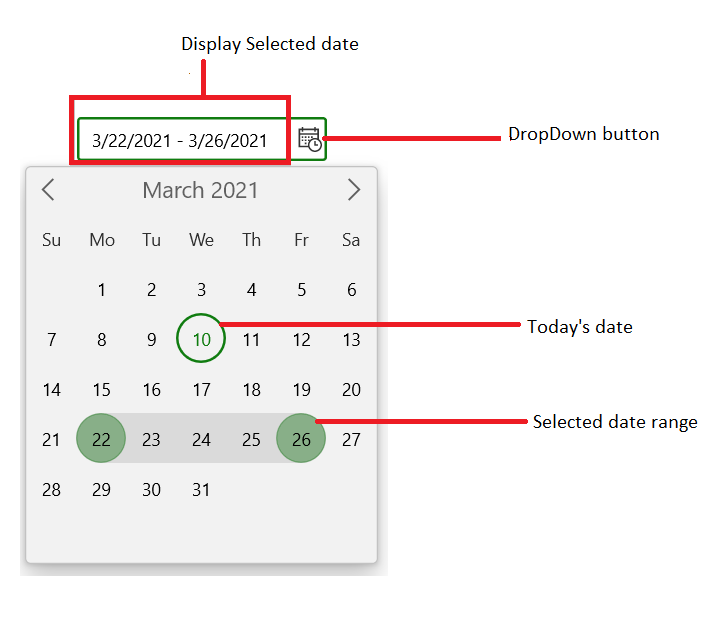 Display Selected date
3/22/2021 - 3/26/2021
DropDown button
March 2021
Su Mo Tu We Th Fr Sa
1 2 3 4 5 6
7 8 9 10 11 12 13
Today's date
14 15 16 17 18 19 20
21 22 23 24 25 26 27
Selected date range
28 29 30 31